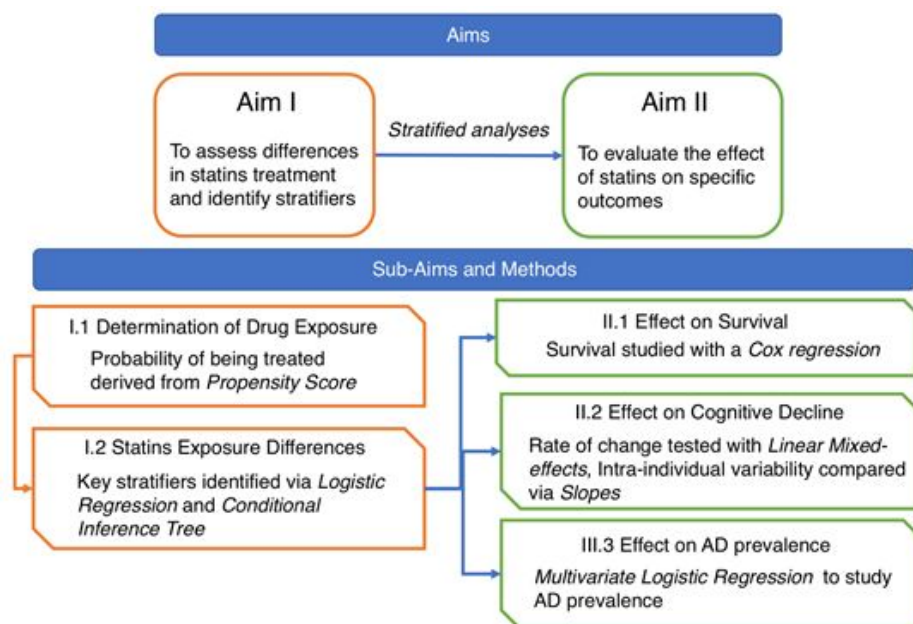 Aims
Aim I
To assess differences
in statins treatment
and identify stratifiers
Stratified analyses
Aim II
To evaluate the effect
of statins on specific
outcomes
Sub-Aims and Methods
I.1 Determination of Drug Exposure
Probability of being treated
derived from Propensity Score
I.2 Statins Exposure Differences
Key stratifiers identified via Logistic
Regression and Conditional
Inference Tree
II.1 Effect on Survival
Survival studied with a Cox regression
II.2 Effect on Cognitive Decline
Rate of change tested with Linear Mixed-
effects, Intra-individual variability compared
via Slopes
III.3 Effect on AD prevalence
Multivariate Logistic Regression to study
AD prevalence